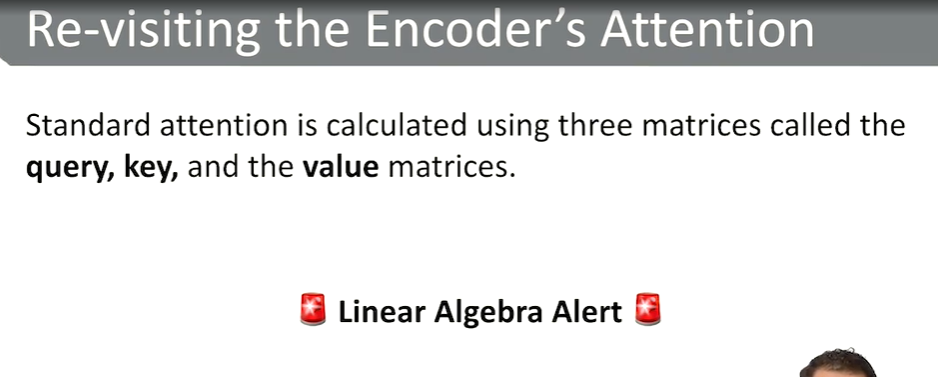 Re-visiting the Encoder's Attention
Standard attention is calculated using three matrices called the
query, key, and the value matrices.
🚨 Linear Algebra Alert 🚨